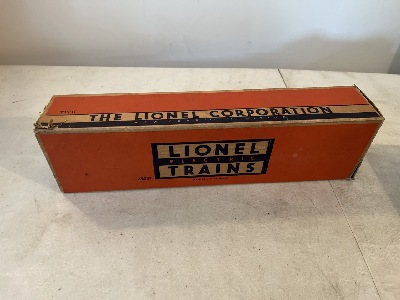 THE LIONEL CORPORATION
LIONEL
ELECTRIC
TRAINS